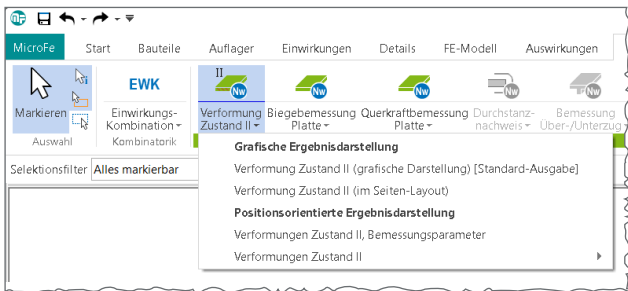 MicroFe Start Bauteile Auflager Einwirkungen Details FE-Modell Auswirkungen
II
EWK Nw Nw Nw Nw Nw
Markieren Einwirkungs- Verformung Biegebemessung Querkraftbemessung Durchstanz- Bemessung
Kombination Zustand II Platte Platte nachweis Über-/Unterzug
Auswahl Kombinatorik
Grafische Ergebnisdarstellung
Selektionsfilter Alles markierbar Verformung Zustand II (grafische Darstellung) [Standard-Ausgabe]
Verformung Zustand II (im Seiten-Layout)
Positionsorientierte Ergebnisdarstellung
Verformungen Zustand II, Bemessungsparameter
Verformungen Zustand II